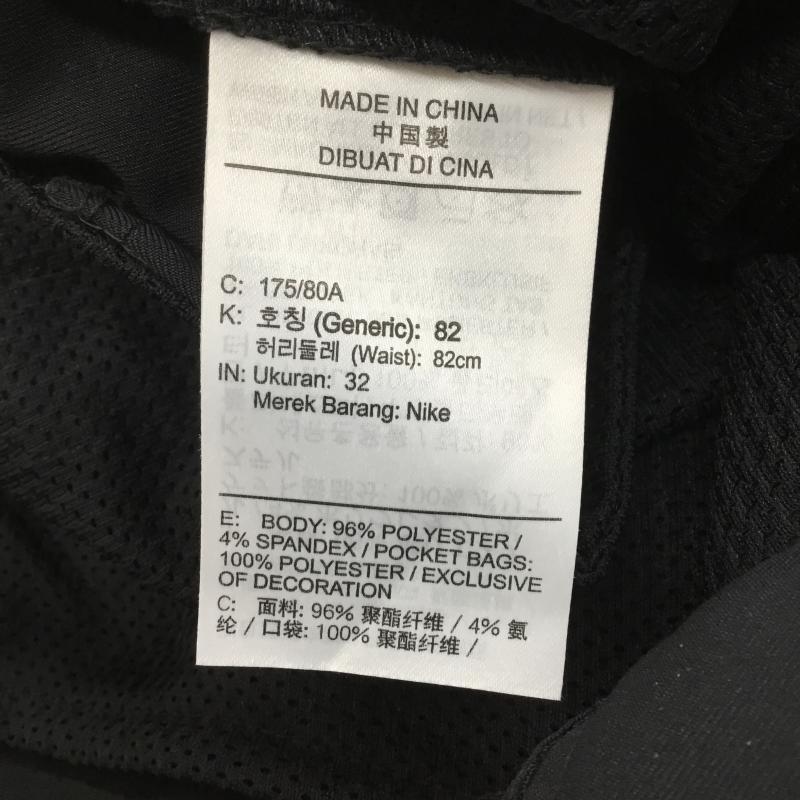 MADE IN CHINA
中国製
DIBUAT DI CINA
C: 175/80A
K: 호칭 (Generic): 82
허리둘레 (Waist): 82cm
IN: Ukuran: 32
Merek Barang: Nike
E: BODY: 96% POLYESTER /
4% SPANDEX / POCKET BAGS:
100% POLYESTER / EXCLUSIVE
OF DECORATION
C: 面料: 96% 聚酯纤维 / 4% 氨
纶 / 口袋: 100% 聚酯纤维 /